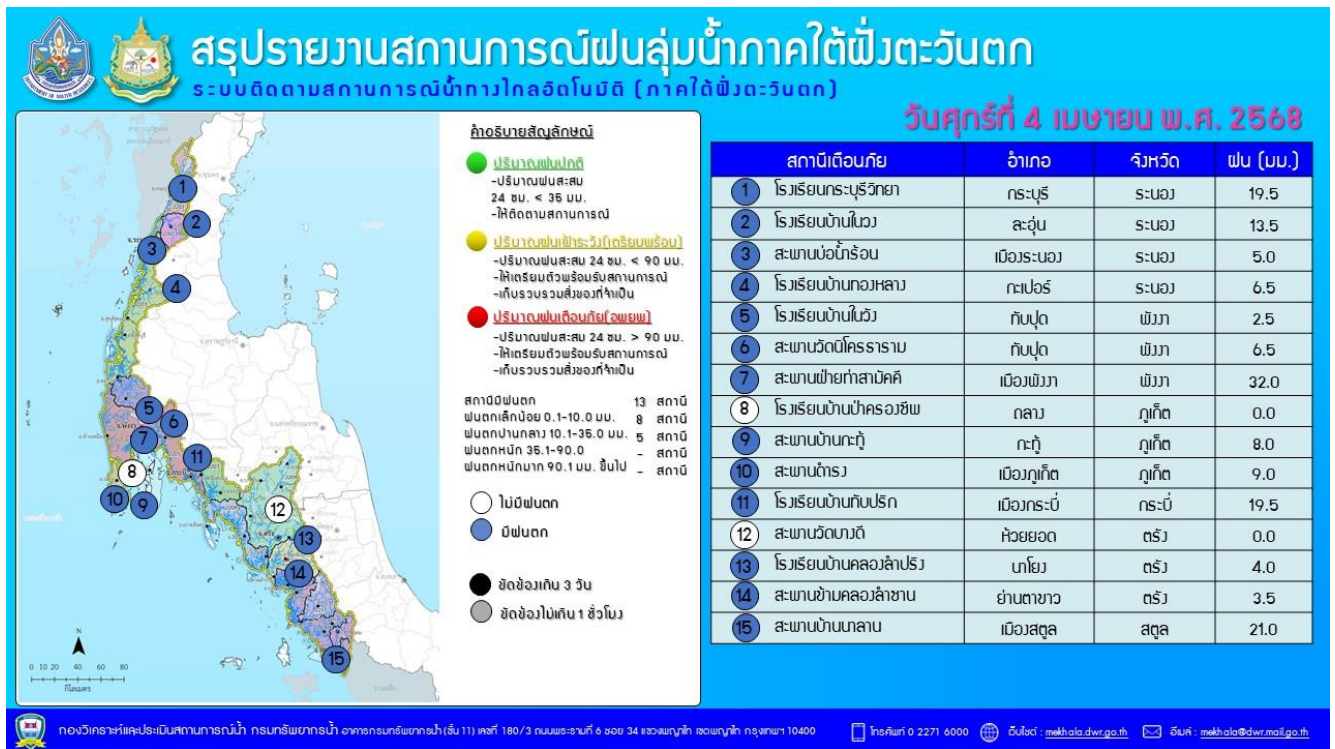 สรุปรายงานสถานการณ์ฝนลุ่มน้ำภาคใต้ฝั่งตะวันตก
ระบบติดตามสถานการณ์น้ำทางไกลอัตโนมัติ (ภาคใต้ฝั่งตะวันตก)
วันศุกร์ที่ 4 เมษายน พ.ศ. 2568
คำอธิบายสัญลักษณ์
ปริมาณฝนปกติ
-ปริมาณฝนสะสม
24 ชม. < 35 มม.
-ให้ติดตามสถานการณ์
ปริมาณฝนเฝ้าระวัง(เตรียมพร้อม)
-ปริมาณฝนสะสม 24 ชม. < 90 มม.
-ให้เตรียมตัวพร้อมรับสถานการณ์
-เก็บรวบรวมสิ่งของที่จำเป็น
ปริมาณฝนเตือนภัย(อพยพ)
-ปริมาณฝนสะสม 24 ชม. > 90 มม.
-ให้เตรียมตัวพร้อมรับสถานการณ์
-เก็บรวบรวมสิ่งของที่จำเป็น
สถานีมีฝนตก 13 สถานี
ฝนตกเล็กน้อย 0.1-10.0 มม. 8 สถานี
ฝนตกปานกลาง 10.1-35.0 มม. 5 สถานี
ฝนตกหนัก 35.1-90.0 - สถานี
ฝนตกหนักมาก 90.1 มม. ขึ้นไป - สถานี
ไม่มีฝนตก
มีฝนตก
ขัดข้องเกิน 3 วัน
ขัดข้องไม่เกิน 1 ชั่วโมง
1
2
3
4
5
6
7
11
8
10
9
12
13
14
15
N
0 10 20 40 60 80
กิโลเมตร
สถานีเตือนภัย อำเภอ จังหวัด ฝน (มม.)
1 โรงเรียนกระบุรีวิทยา กระบุรี ระนอง 19.5
2 โรงเรียนบ้านในวง ละอุ่น ระนอง 13.5
3 สะพานบ่อน้ำร้อน เมืองระนอง ระนอง 5.0
4 โรงเรียนบ้านทองหลาง กะเปอร์ ระนอง 6.5
5 โรงเรียนบ้านในวัง ทับปุด พังงา 2.5
6 สะพานวัดนิโครธาราม ทับปุด พังงา 6.5
7 สะพานฝ่ายท่าสามัคคี เมืองพังงา พังงา 32.0
8 โรงเรียนบ้านป่าครองชีพ ถลาง ภูเก็ต 0.0
9 สะพานบ้านกะทู้ กะทู้ ภูเก็ต 8.0
10 สะพานดำรง เมืองภูเก็ต ภูเก็ต 9.0
11 โรงเรียนบ้านทับปริก เมืองกระบี่ กระบี่ 19.5
12 สะพานวัดบางดี ห้วยยอด ตรัง 0.0
13 โรงเรียนบ้านคลองลำปริง นาโยง ตรัง 4.0
14 สะพานข้ามคลองลำชาน ย่านตาขาว ตรัง 3.5
15 สะพานบ้านนาลาน เมืองสตูล สตูล 21.0
กองวิเคราะห์และประเมินสถานการณ์น้ำ กรมทรัพยากรน้ำ อาคารกรมทรัพยากรน้ำ (ชั้น 11) เลขที่ 180/3 ถนนพระรามที่ 6 ซอย 34 แขวงพญาไท เขตพญาไท กรุงเทพฯ 10400 โทรศัพท์ 0 2271 6000 เว็บไซต์ : mekhala.dwr.go.th อีเมล์ : mekhala@dwr.mail.go.th